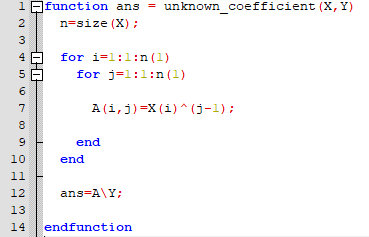 1 function ans = unknown_coefficient(X,Y)
2 n=size(X);
3
4 for i=1:1:n(1)
5 for j=1:1:n(1)
6
7 A(i,j)=X(i)^(j-1);
8
9 end
10 end
11
12 ans=A\Y;
13
14 endfunction